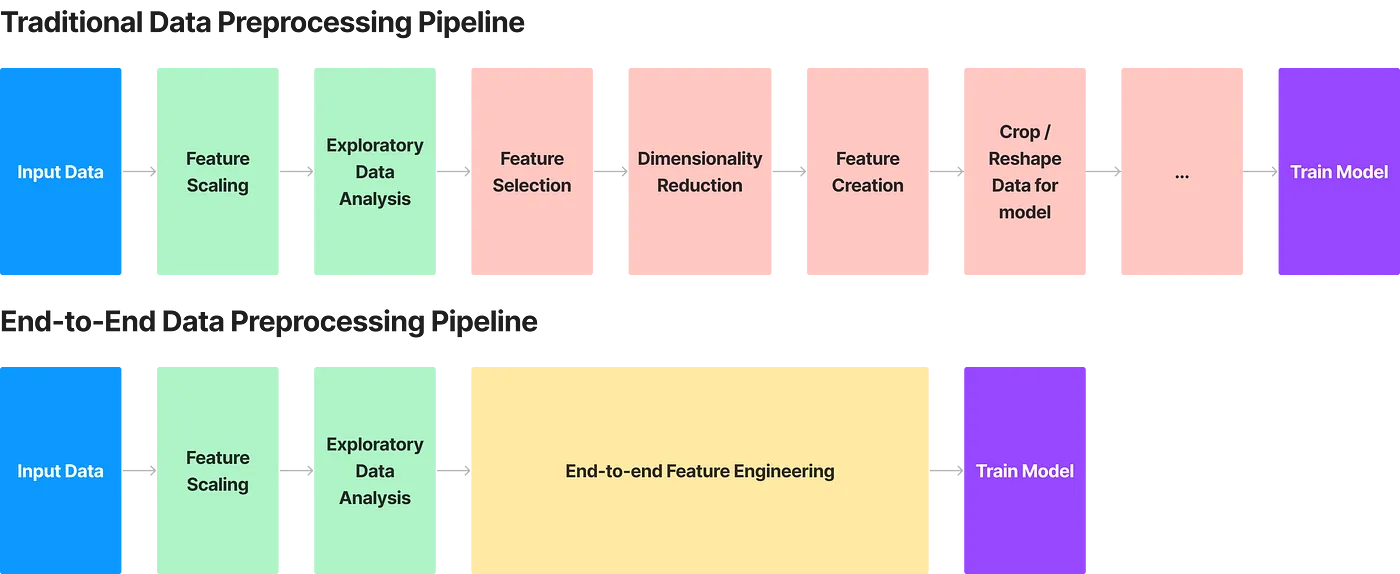 Traditional Data Preprocessing Pipeline
Input Data
Feature
Scaling
Exploratory
Data
Analysis
Feature
Selection
Dimensionality
Reduction
Feature
Creation
Crop /
Reshape
Data for
model
...
Train Model
End-to-End Data Preprocessing Pipeline
Input Data
Feature
Scaling
Exploratory
Data
Analysis
End-to-end Feature Engineering
Train Model